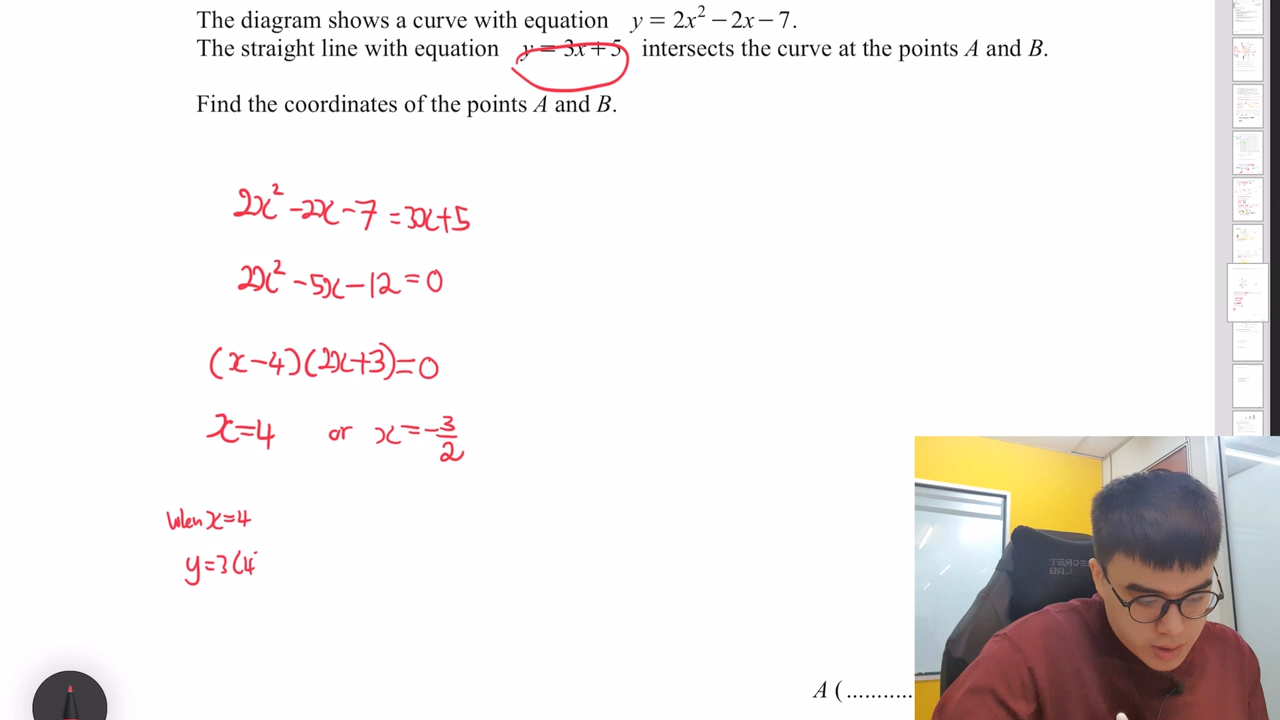 The diagram shows a curve with equation y = 2x² − 2x − 7.
The straight line with equation y = 3x + 5 intersects the curve at the points A and B.
Find the coordinates of the points A and B.
2x² − 2x − 7 = 3x + 5
2x² − 5x − 12 = 0
(x − 4)(2x + 3) = 0
x = 4 or x = −3/2
When x = 4
y = 3(4
SECRET
LAB
A (...........